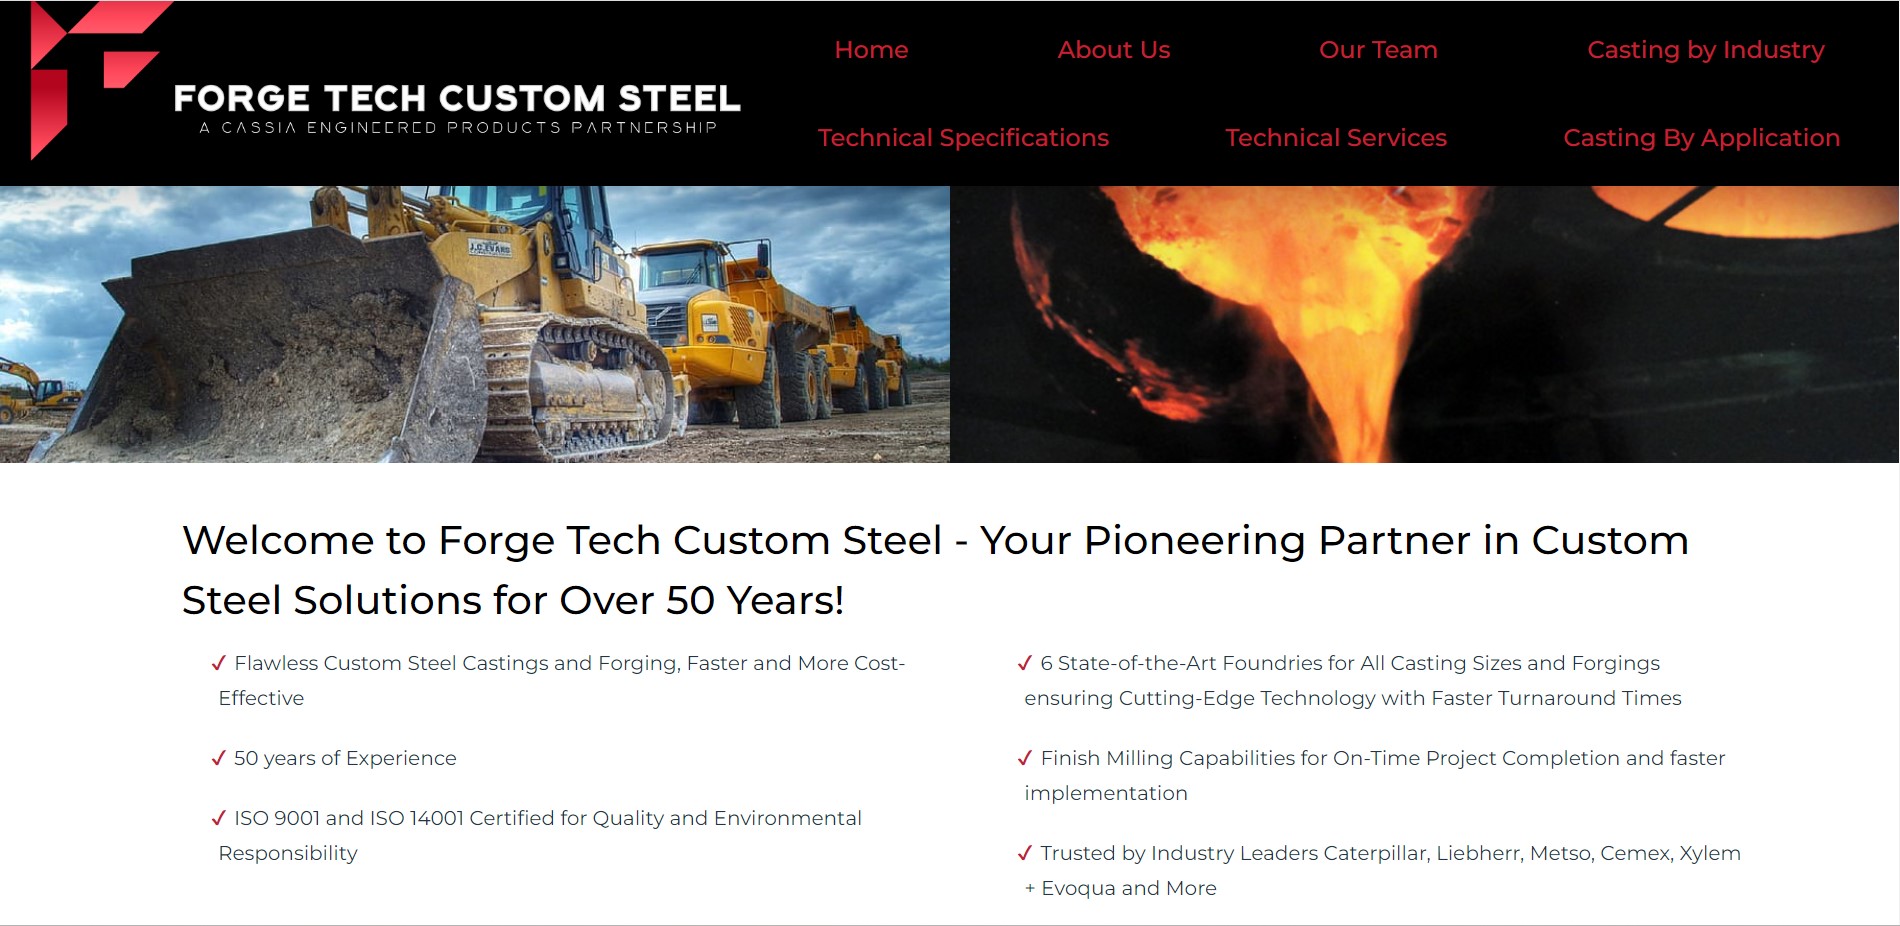 FORGE TECH CUSTOM STEEL
A CASSIA ENGINEERED PRODUCTS PARTNERSHIP
Home
About Us
Our Team
Casting by Industry
Technical Specifications
Technical Services
Casting By Application
J.C.EVANS
Welcome to Forge Tech Custom Steel - Your Pioneering Partner in Custom
Steel Solutions for Over 50 Years!
✓ Flawless Custom Steel Castings and Forging, Faster and More Cost-
Effective
✓ 50 years of Experience
✓ ISO 9001 and ISO 14001 Certified for Quality and Environmental
Responsibility
✓ 6 State-of-the-Art Foundries for All Casting Sizes and Forgings
ensuring Cutting-Edge Technology with Faster Turnaround Times
✓ Finish Milling Capabilities for On-Time Project Completion and faster
implementation
✓ Trusted by Industry Leaders Caterpillar, Liebherr, Metso, Cemex, Xylem
+ Evoqua and More